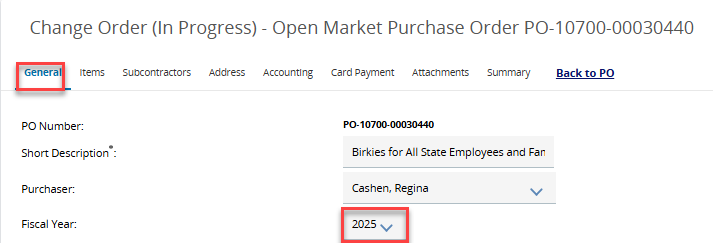 Change Order (In Progress) - Open Market Purchase Order PO-10700-00030440
General Items Subcontractors Address Accounting Card Payment Attachments Summary Back to PO
PO Number: PO-10700-00030440
Short Description*: Birkies for All State Employees and Fan
Purchaser: Cashen, Regina
Fiscal Year: 2025